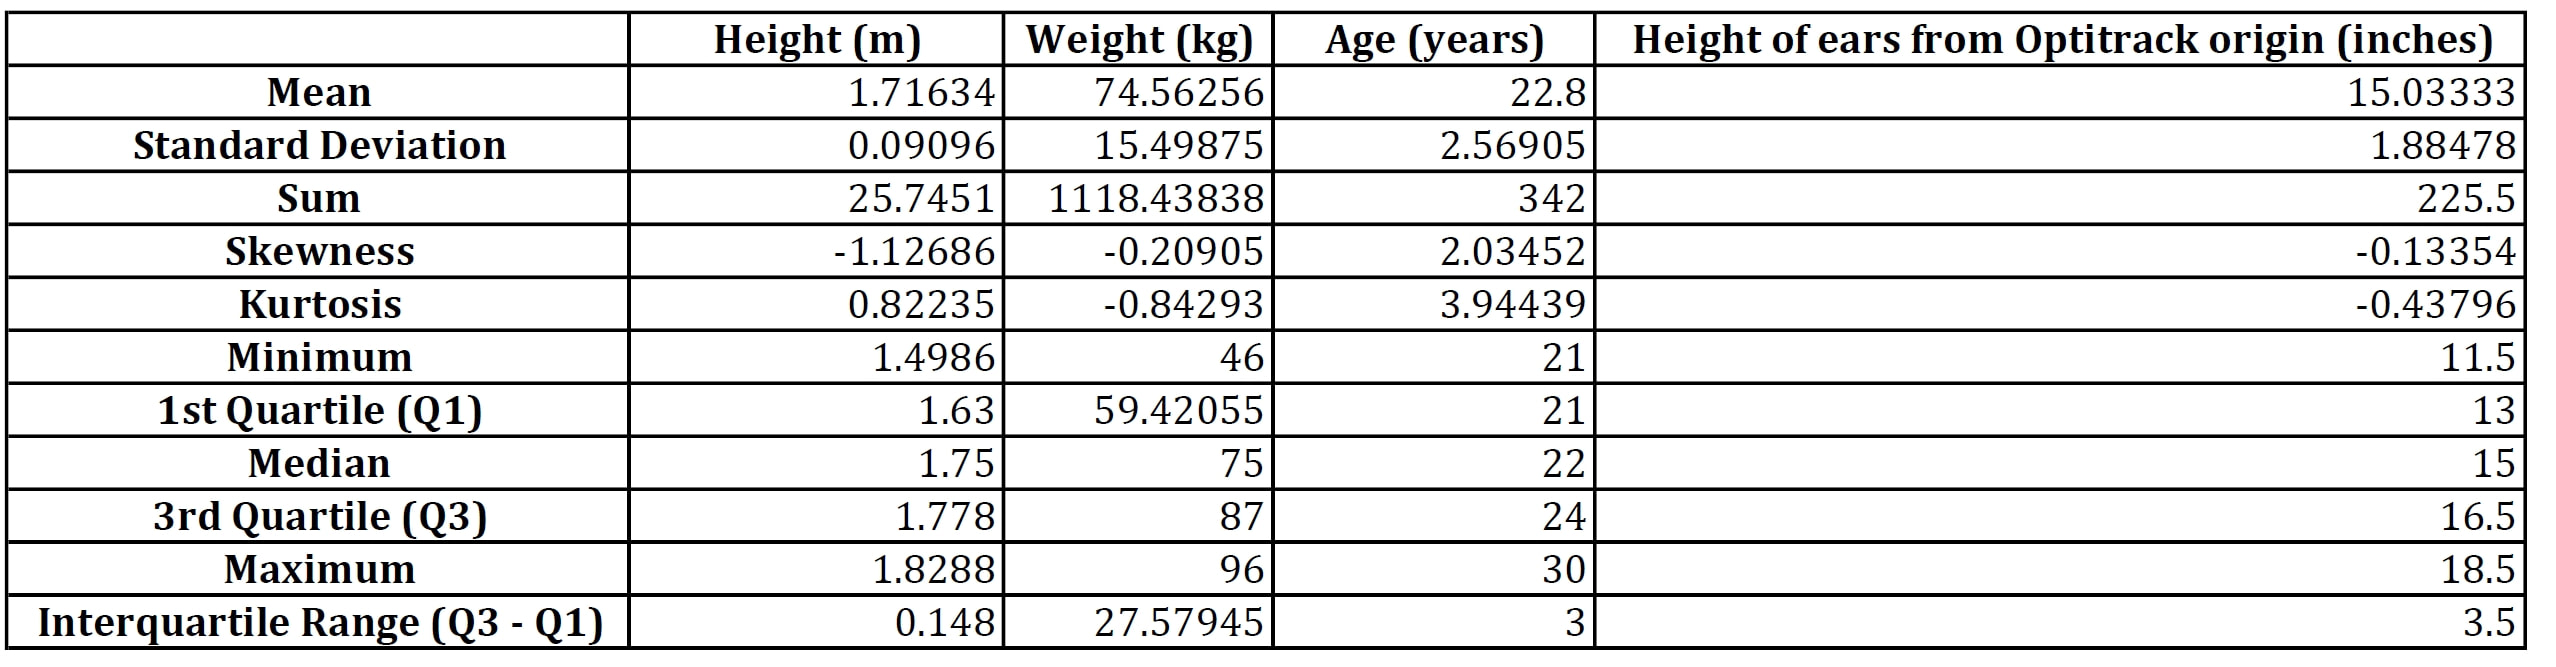 Height (m) Weight (kg) Age (years) Height of ears from Optitrack origin (inches)
Mean 1.71634 74.56256 22.8 15.03333
Standard Deviation 0.09096 15.49875 2.56905 1.88478
Sum 25.7451 1118.43838 342 225.5
Skewness -1.12686 -0.20905 2.03452 -0.13354
Kurtosis 0.82235 -0.84293 3.94439 -0.43796
Minimum 1.4986 46 21 11.5
1st Quartile (Q1) 1.63 59.42055 21 13
Median 1.75 75 22 15
3rd Quartile (Q3) 1.778 87 24 16.5
Maximum 1.8288 96 30 18.5
Interquartile Range (Q3 - Q1) 0.148 27.57945 3 3.5